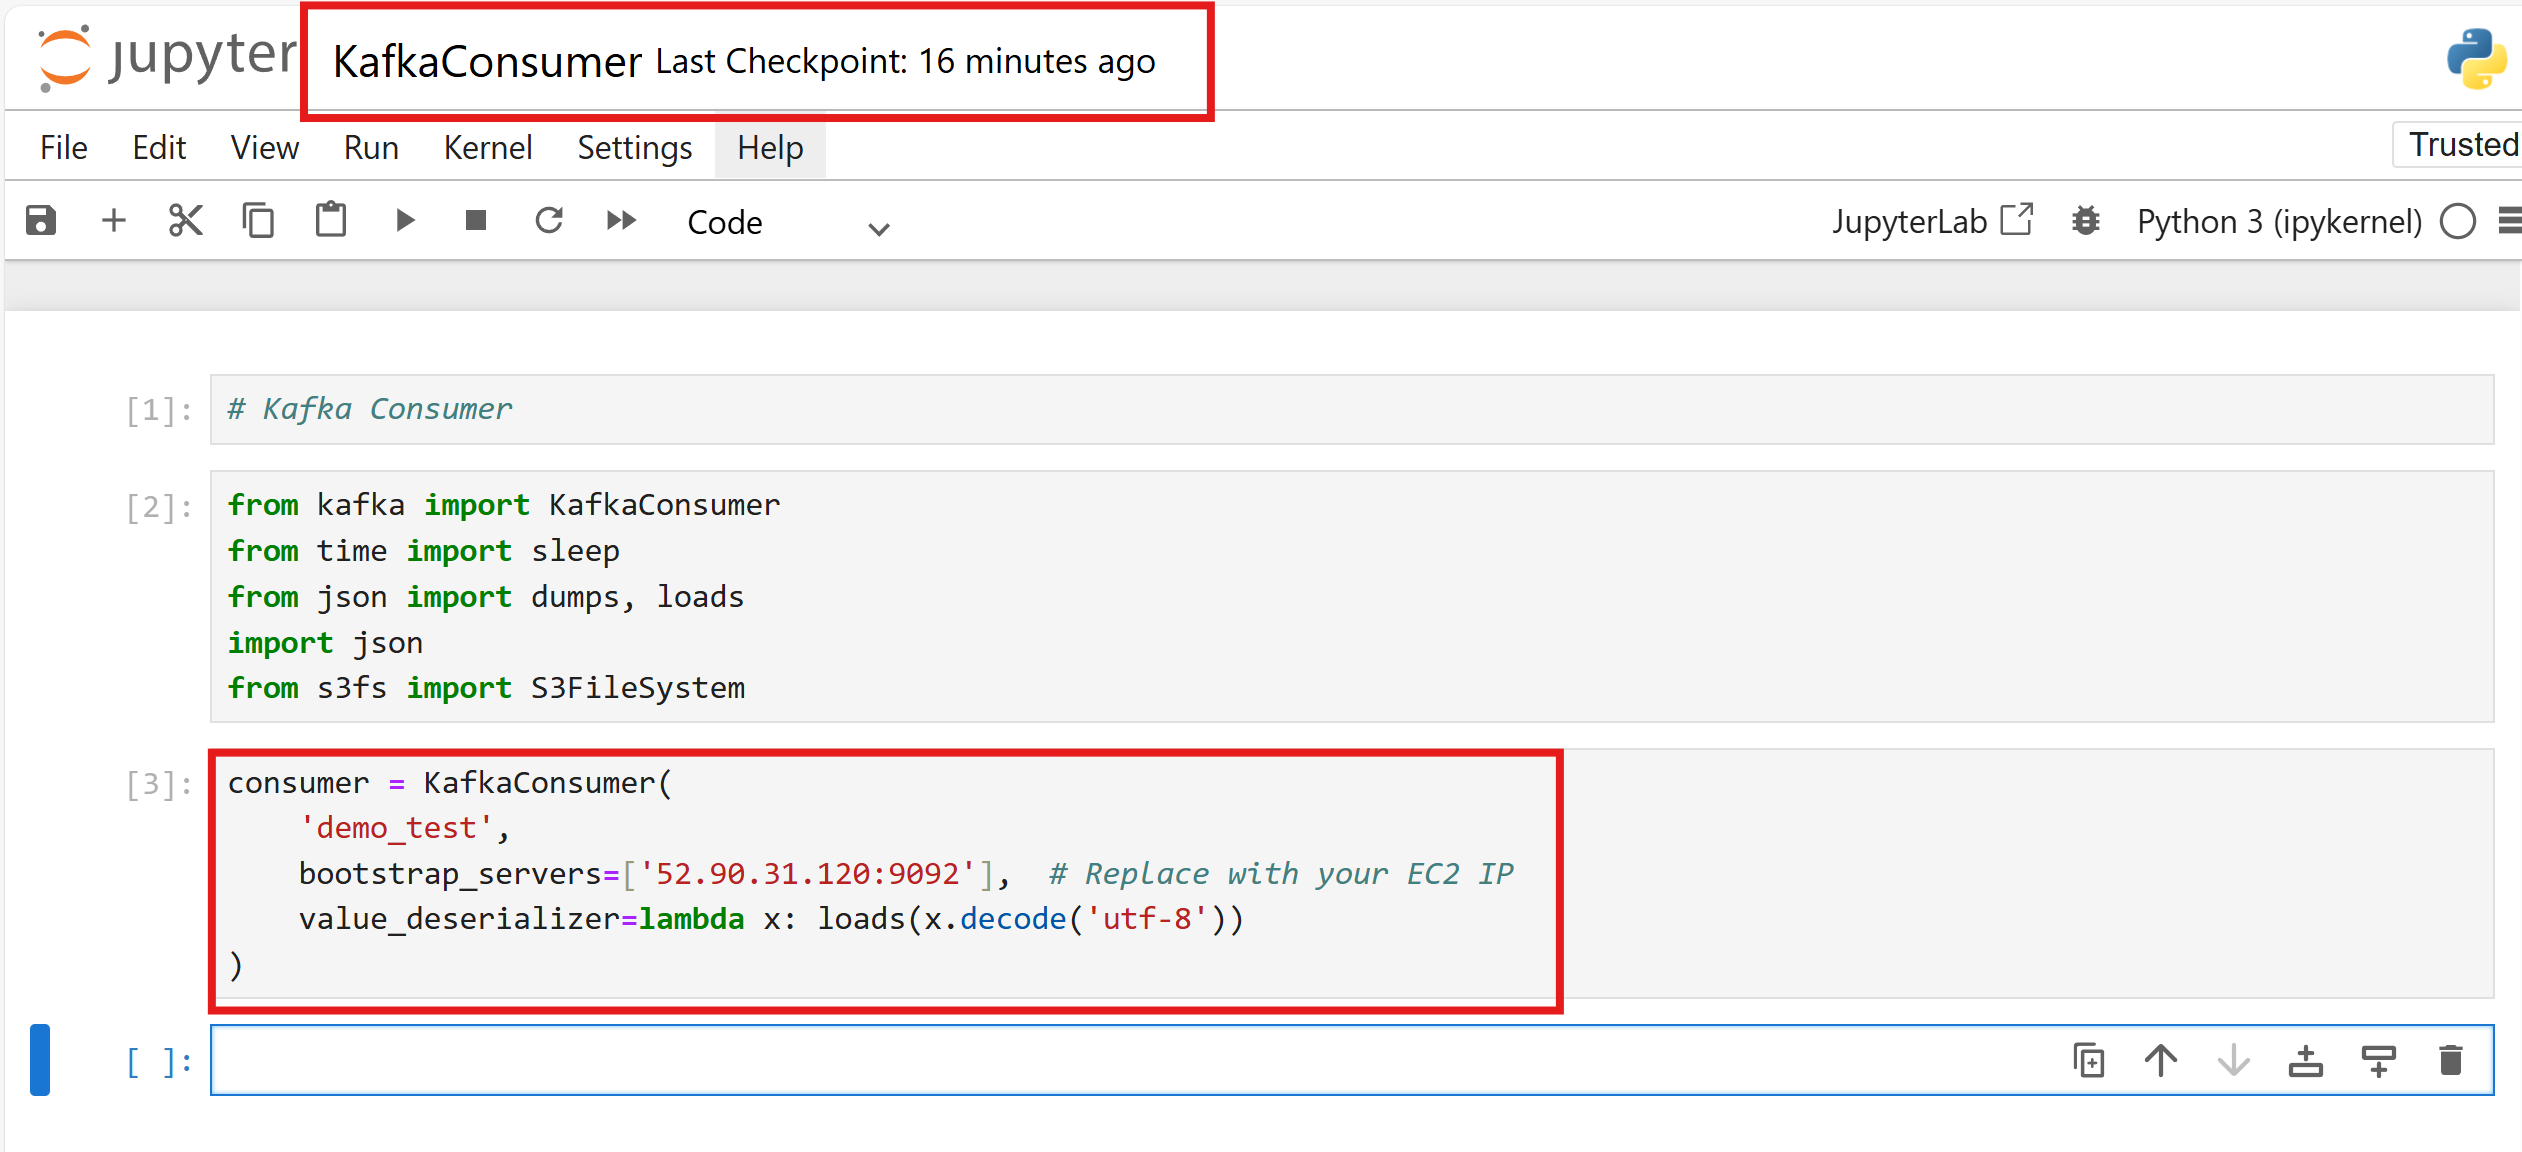 jupyter KafkaConsumer Last Checkpoint: 16 minutes ago
File Edit View Run Kernel Settings Help Trusted
Code JupyterLab Python 3 (ipykernel)
[1]: # Kafka Consumer
[2]: from kafka import KafkaConsumer
from time import sleep
from json import dumps, loads
import json
from s3fs import S3FileSystem
[3]: consumer = KafkaConsumer(
    'demo_test',
    bootstrap_servers=['52.90.31.120:9092'],  # Replace with your EC2 IP
    value_deserializer=lambda x: loads(x.decode('utf-8'))
)
[ ]: